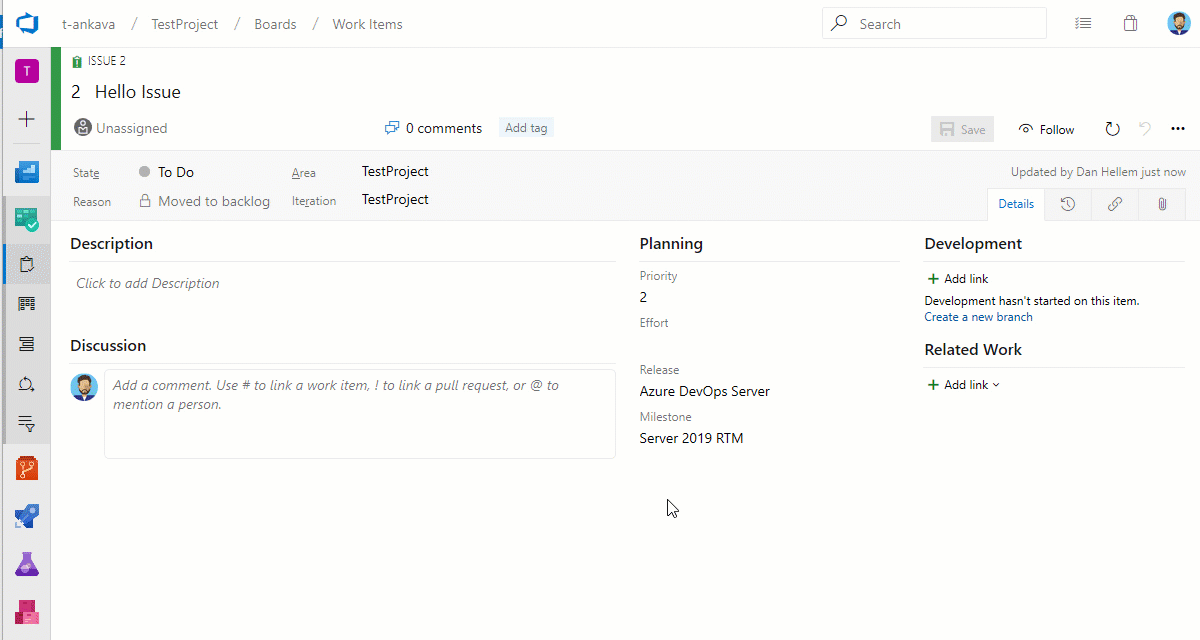 t-ankava / TestProject / Boards / Work Items
Search
T
ISSUE 2
2 Hello Issue
Unassigned
0 comments
Add tag
Save
Follow
State
To Do
Area
TestProject
Updated by Dan Hellem just now
Reason
Moved to backlog
Iteration
TestProject
Details
Description
Click to add Description
Discussion
Add a comment. Use # to link a work item, ! to link a pull request, or @ to
mention a person.
Planning
Priority
2
Effort
Release
Azure DevOps Server
Milestone
Server 2019 RTM
Development
+ Add link
Development hasn't started on this item.
Create a new branch
Related Work
+ Add link